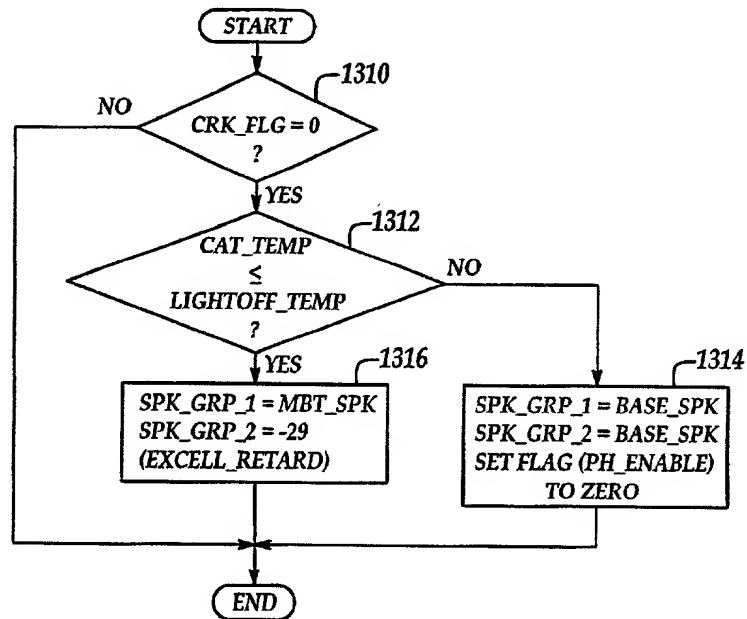 START
1310
NO
CRK_FLG = 0
?
YES
1312
CAT_TEMP
≤
LIGHTOFF_TEMP
?
NO
YES
1316
1314
SPK_GRP_1 = MBT_SPK
SPK_GRP_2 = -29
(EXCELL_RETARD)
SPK_GRP_1 = BASE_SPK
SPK_GRP_2 = BASE_SPK
SET FLAG (PH_ENABLE)
TO ZERO
END